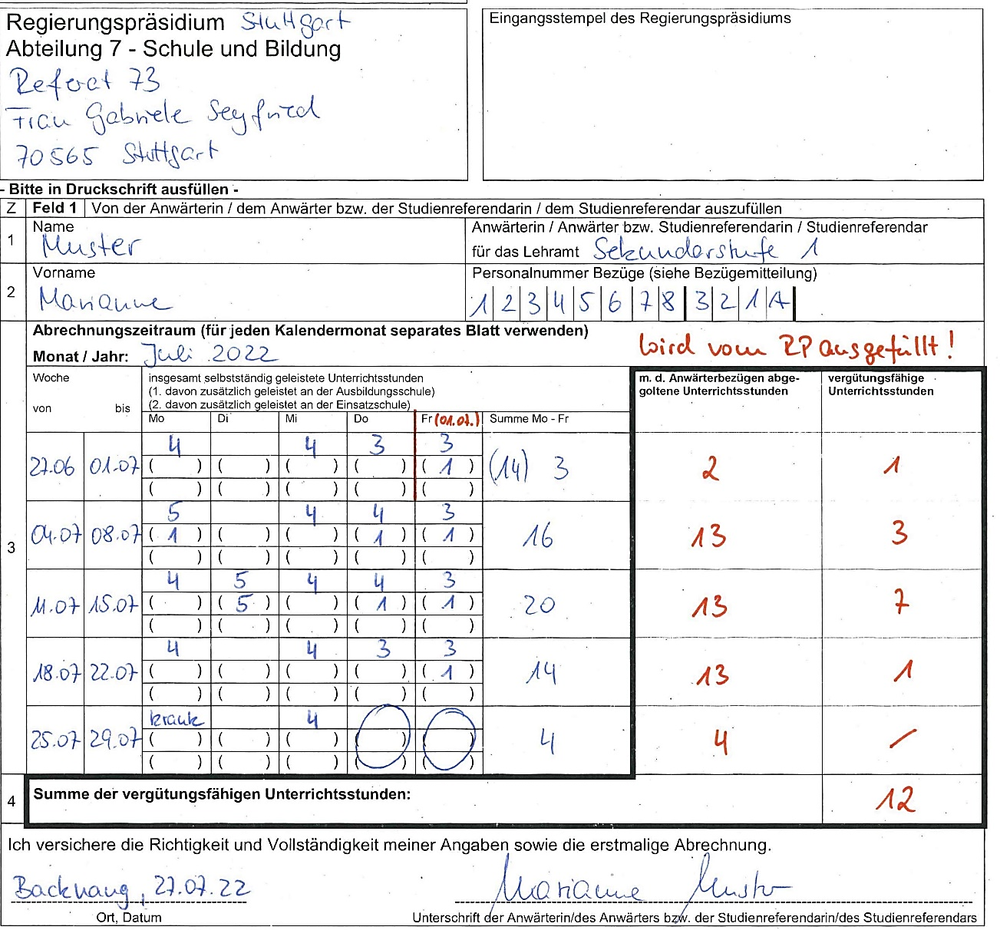 Regierungspräsidium Stuttgart
Abteilung 7 - Schule und Bildung
Referat 73
Frau Gabriele Seyfried
70565 Stuttgart
Eingangsstempel des Regierungspräsidiums
- Bitte in Druckschrift ausfüllen -
Z Feld 1 Von der Anwärterin / dem Anwärter bzw. der Studienreferendarin / dem Studienreferendar auszufüllen
1 Name
Muster
Anwärterin / Anwärter bzw. Studienreferendarin / Studienreferendar
für das Lehramt Sekundarstufe 1
2 Vorname
Marianne
Personalnummer Bezüge (siehe Bezügemitteilung)
1 2 3 4 5 6 7 8 3 2 1 A
Abrechnungszeitraum (für jeden Kalendermonat separates Blatt verwenden)
Monat / Jahr: Juli 2022
wird vom RP ausgefüllt!
Woche
von bis
insgesamt selbstständig geleistete Unterrichtsstunden
(1. davon zusätzlich geleistet an der Ausbildungsschule)
(2. davon zusätzlich geleistet an der Einsatzschule)
m. d. Anwärterbezügen abge-
goltene Unterrichtsstunden
vergütungsfähige
Unterrichtsstunden
Mo Di Mi Do Fr (01.07.) Summe Mo - Fr
3
4 4 3 3
27.06 01.07 ( ) ( ) ( ) ( ) ( 1 ) (14) 3 2 1
( ) ( ) ( ) ( ) ( )
5 4 4 3
04.07 08.07 ( 1 ) ( ) ( ) ( 1 ) ( 1 ) 16 13 3
( ) ( ) ( ) ( ) ( )
4 5 4 4 3
11.07 15.07 ( ) ( 5 ) ( ) ( 1 ) ( 1 ) 20 13 7
( ) ( ) ( ) ( ) ( )
4 4 3 3
18.07 22.07 ( ) ( ) ( ) ( ) ( 1 ) 14 13 1
( ) ( ) ( ) ( ) ( )
krank 4
25.07 29.07 ( ) ( ) ( ) ( ) ( ) 4 4 /
( ) ( ) ( ) ( ) ( )
4 Summe der vergütungsfähigen Unterrichtsstunden: 12
Ich versichere die Richtigkeit und Vollständigkeit meiner Angaben sowie die erstmalige Abrechnung.
Backnang, 27.07.22 Marianne Muster
Ort, Datum Unterschrift der Anwärterin/des Anwärters bzw. der Studienreferendarin/des Studienreferendars